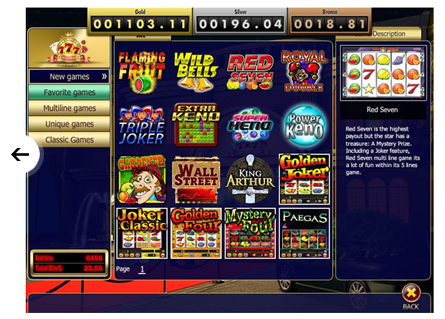 Gold
Silver
Bronze
001103.11
00196.04
0018.81
777
Description
New games »
Favorite games
Multiline games
Unique games
Classic Games
FLAMING FRUIT
WILD BELLS
RED SEVEN
ROYAL DOUBLE
TRIPLE JOKER
EXTRA KENO
SUPER KENO
Power Keno
WALL STREET
KING ARTHUR
Golden Joker
Joker Classic
Golden Four
Mystery Four
PAEGAS
Red Seven
Red Seven is the highest
payout but the star has a
treasure: A Mystery Prize.
Including a Joker feature,
Red Seven multi line game its
a lot of fun within its 5 lines
game.
Page 1
BACK